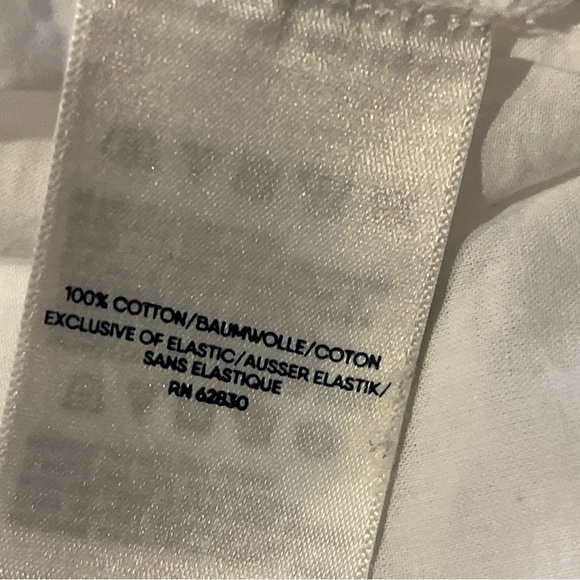 100% COTTON/BAUMWOLLE/COTON
EXCLUSIVE OF ELASTIC/AUSSER ELASTIK/
SANS ELASTIQUE
RN 62830